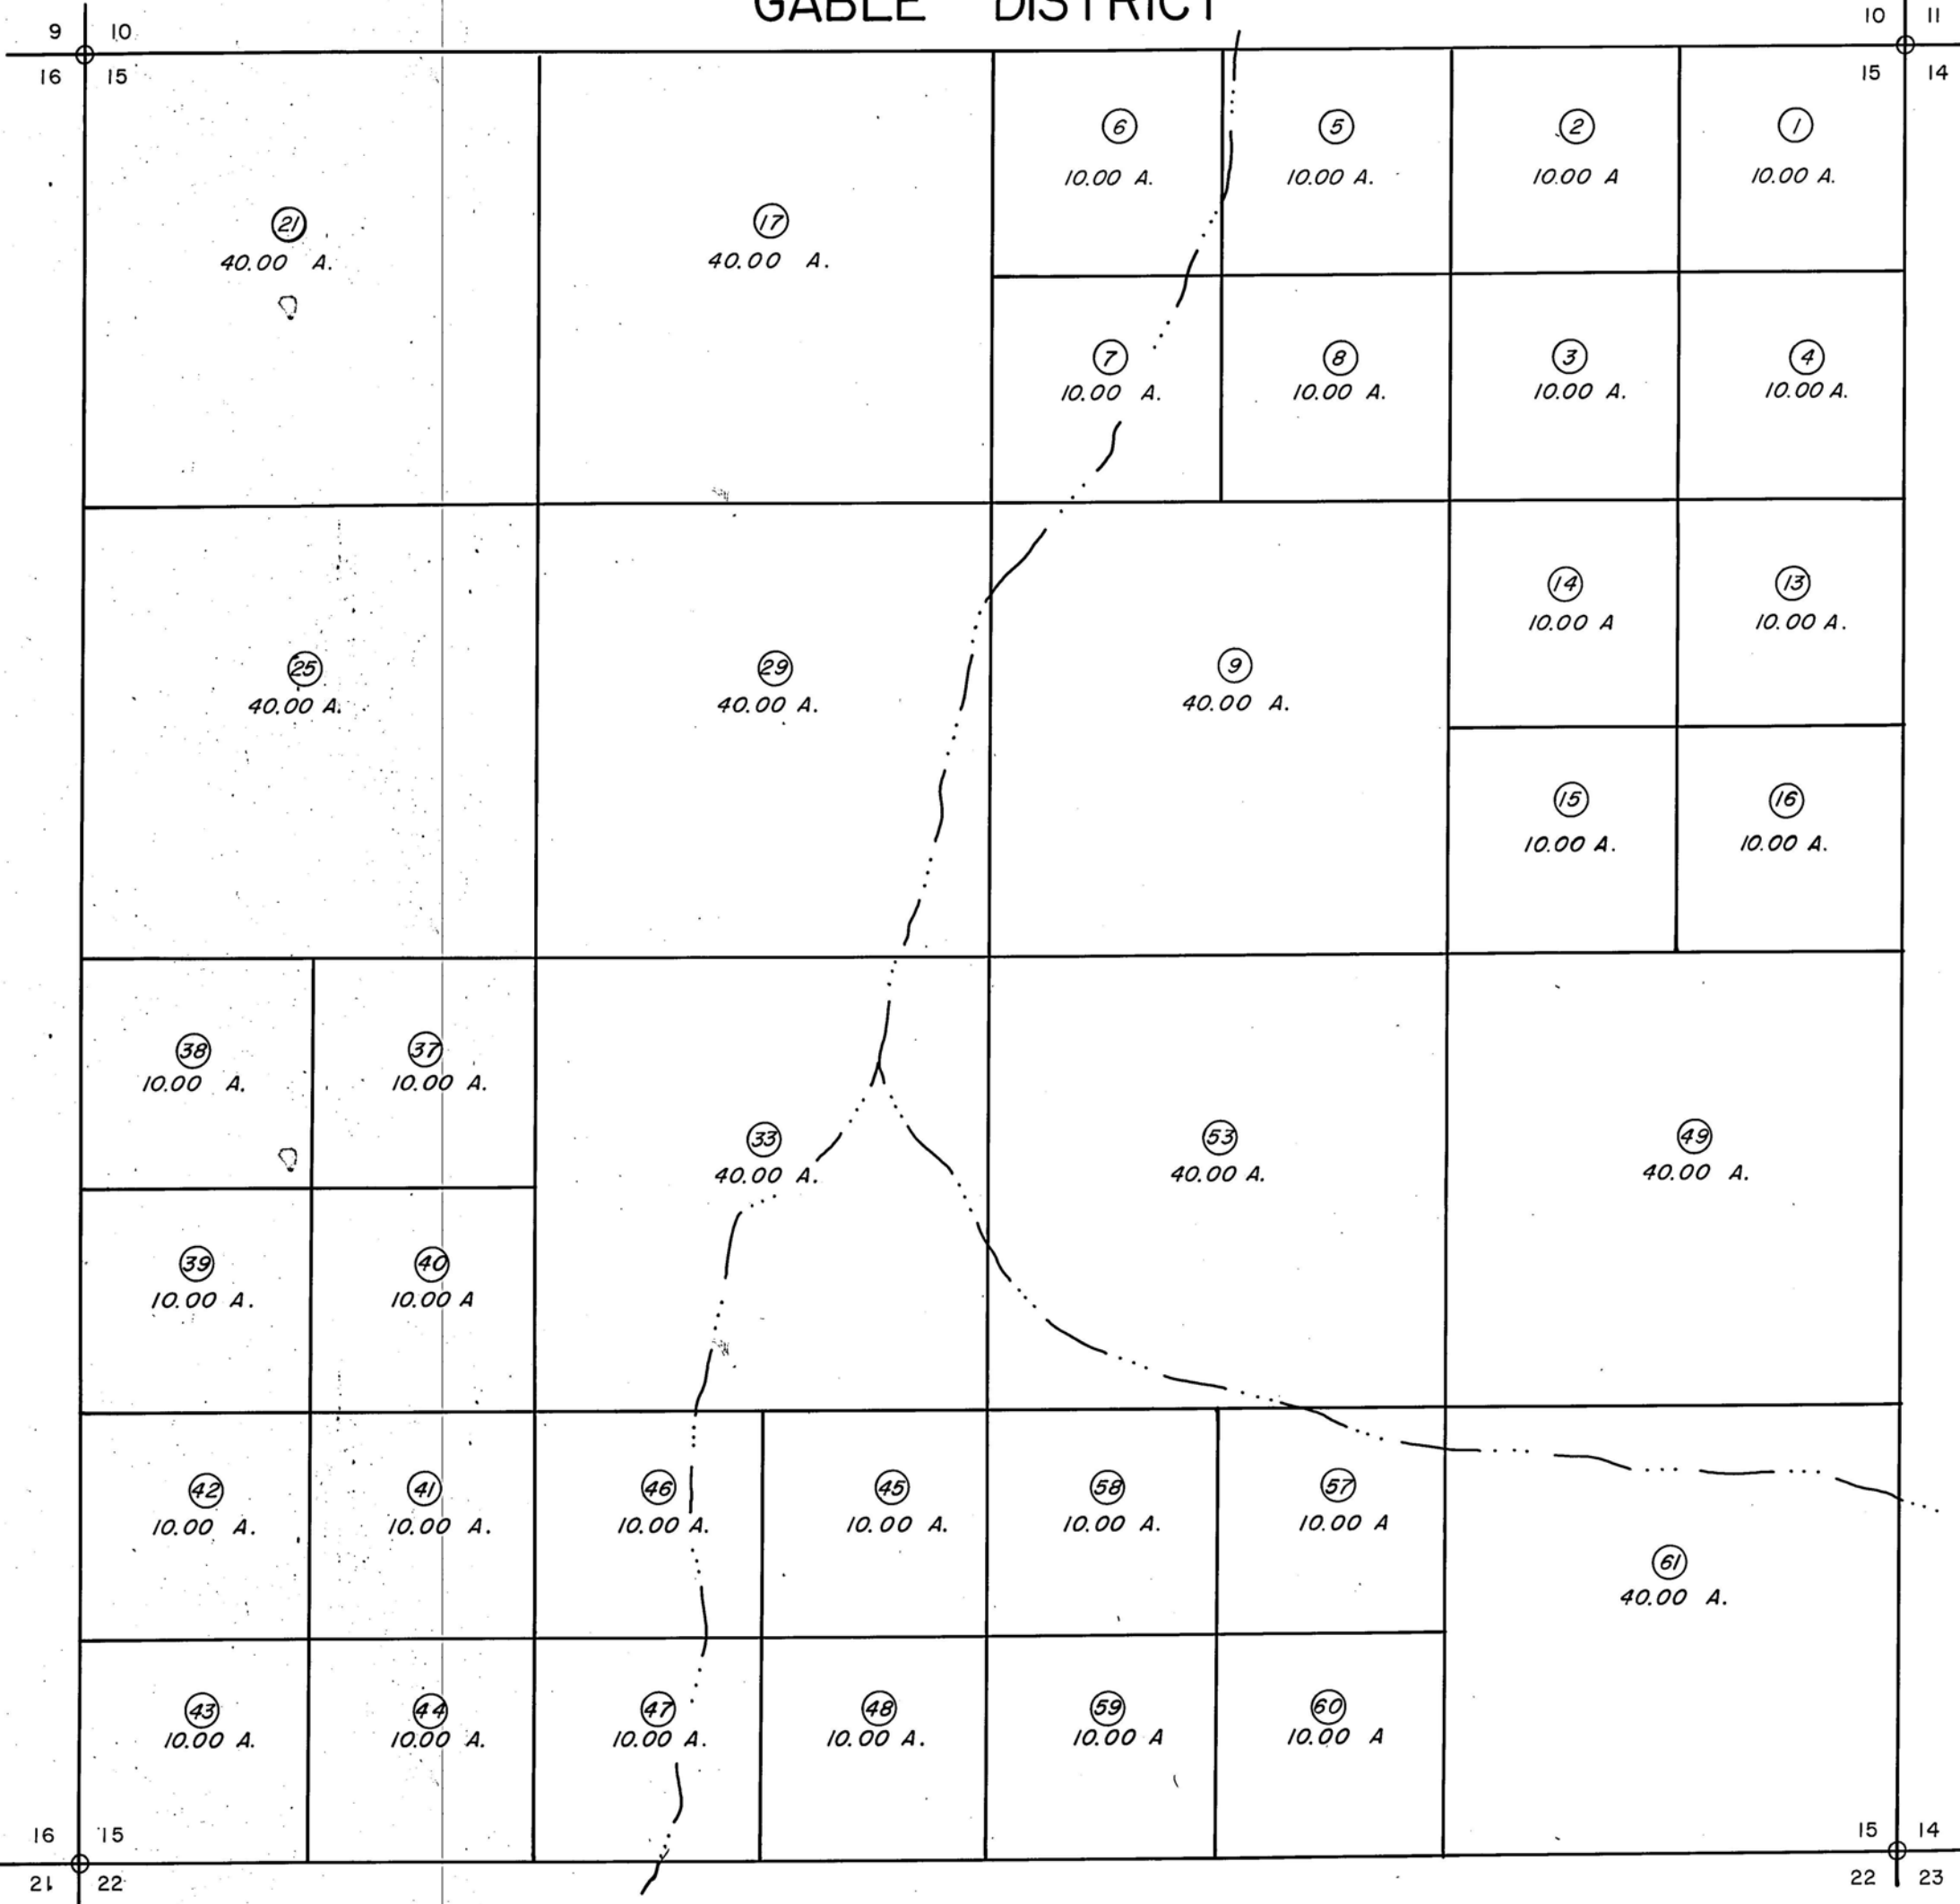 GABLE DISTRICT
9 10
10 11
16 15
15 14
6
10.00 A.
5
10.00 A.
2
10.00 A
1
10.00 A.
21
40.00 A.
17
40.00 A.
7
10.00 A.
8
10.00 A.
3
10.00 A.
4
10.00 A.
14
10.00 A
13
10.00 A.
25
40.00 A.
29
40.00 A.
9
40.00 A.
15
10.00 A.
16
10.00 A.
38
10.00 A.
37
10.00 A.
33
40.00 A.
53
40.00 A.
49
40.00 A.
39
10.00 A.
40
10.00 A
42
10.00 A.
41
10.00 A.
46
10.00 A.
45
10.00 A.
58
10.00 A.
57
10.00 A
61
40.00 A.
43
10.00 A.
44
10.00 A.
47
10.00 A.
48
10.00 A.
59
10.00 A
60
10.00 A
16 15
15 14
21 22
22 23